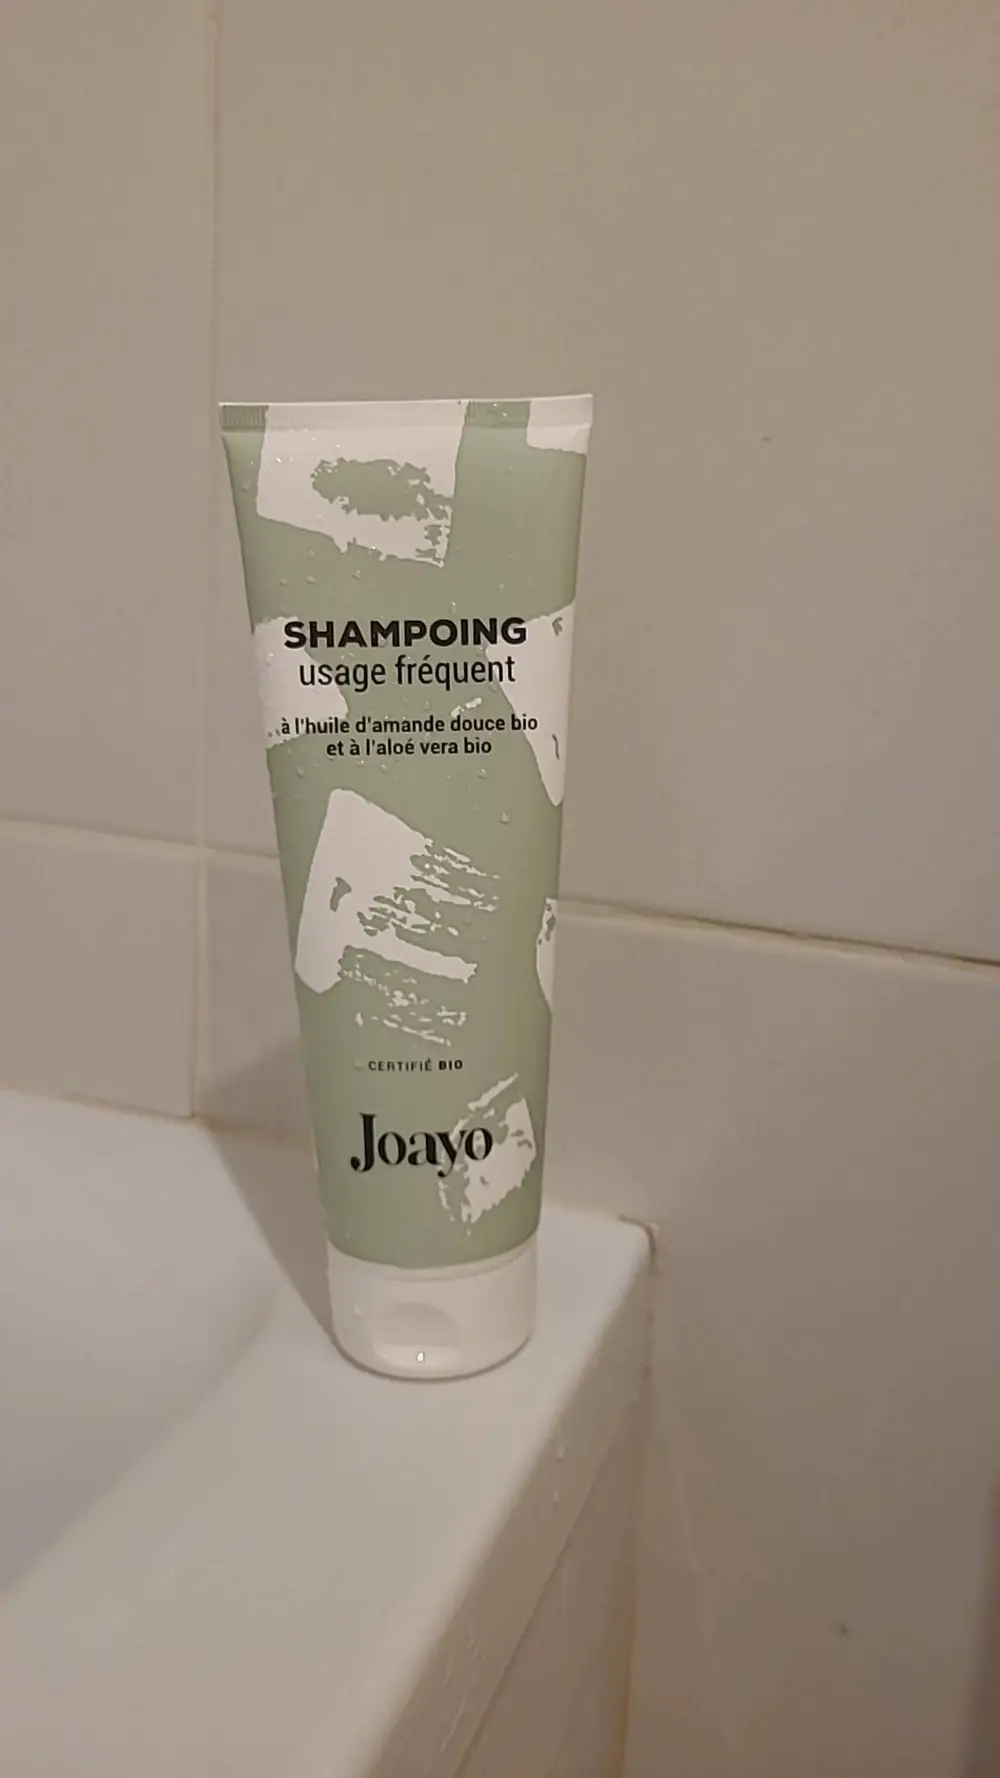 SHAMPOING
usage fréquent
à l'huile d'amande douce bio
et à l'aloé vera bio
CERTIFIÉ BIO
Joayo